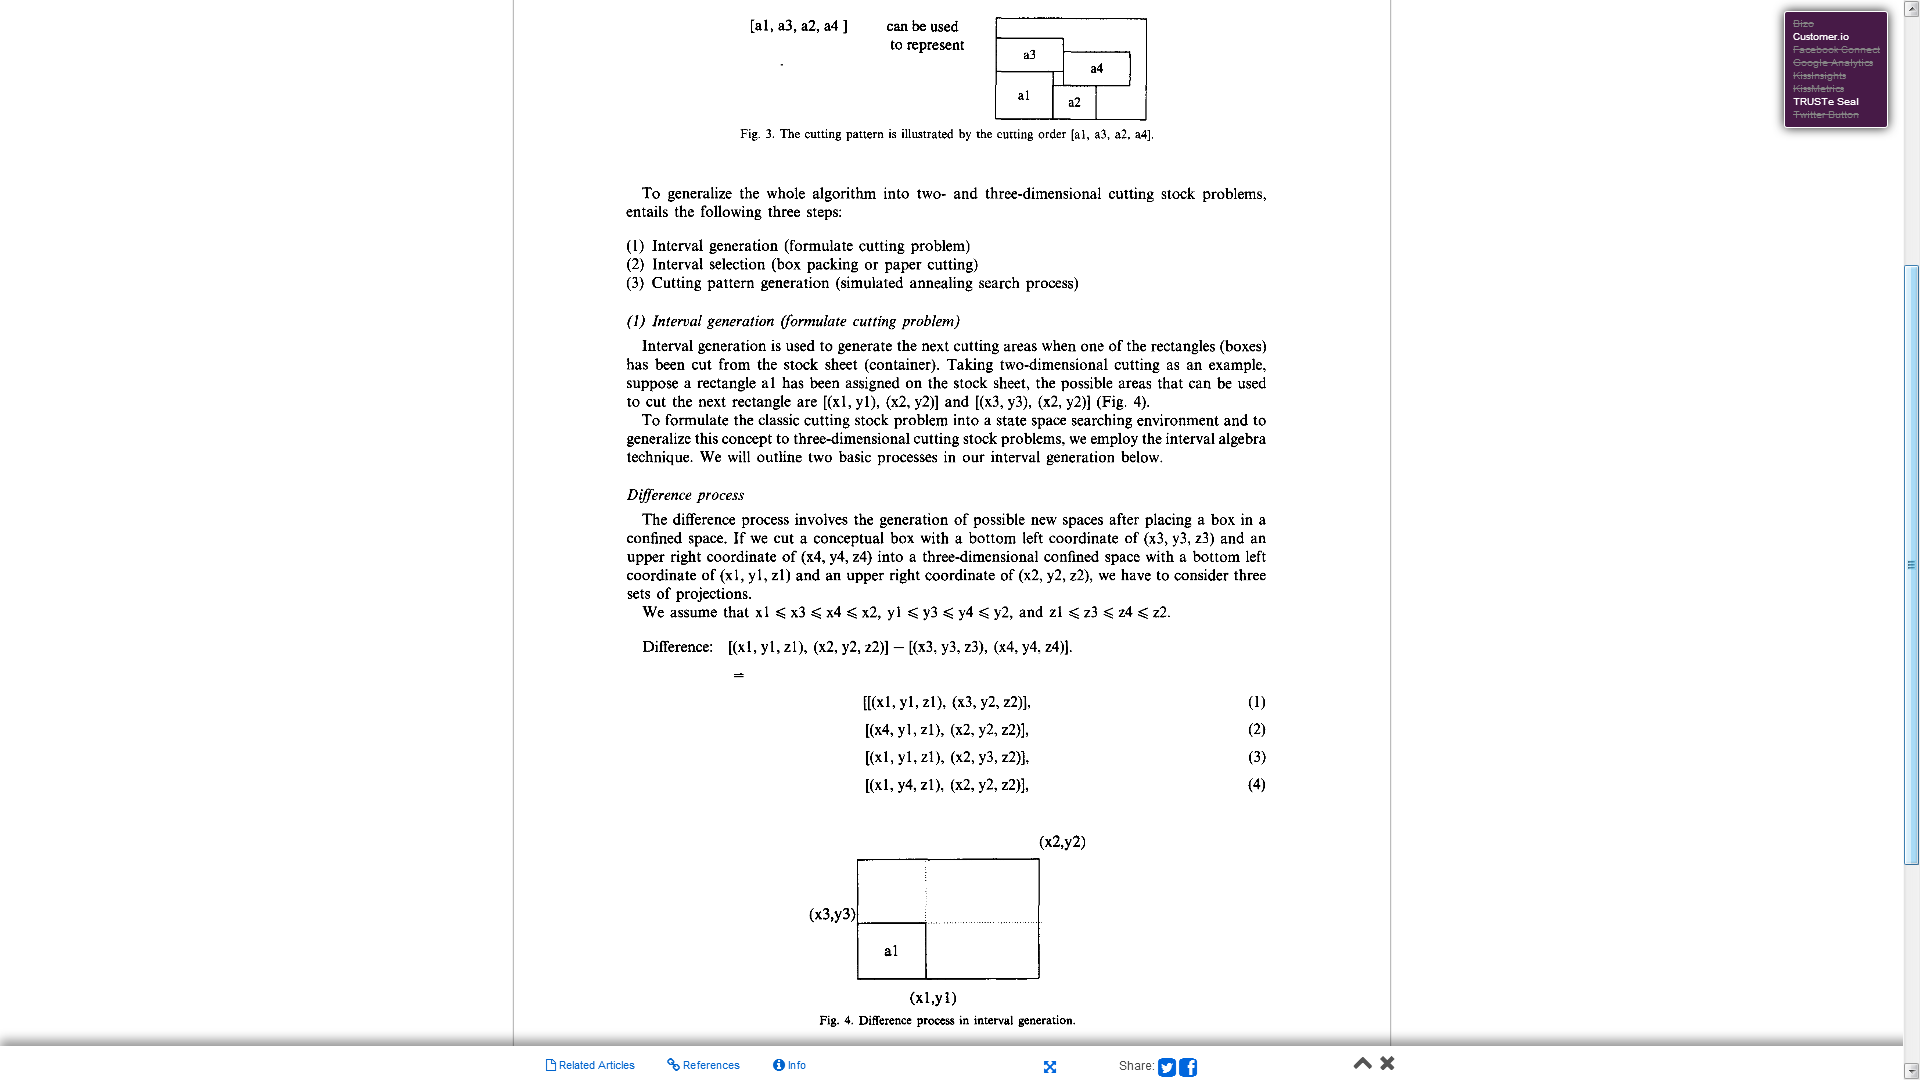 [a1, a3, a2, a4 ] can be used
to represent
a3
a4
a1
a2
Fig. 3. The cutting pattern is illustrated by the cutting order [a1, a3, a2, a4].
To generalize the whole algorithm into two- and three-dimensional cutting stock problems,
entails the following three steps:
(1) Interval generation (formulate cutting problem)
(2) Interval selection (box packing or paper cutting)
(3) Cutting pattern generation (simulated annealing search process)
(1) Interval generation (formulate cutting problem)
Interval generation is used to generate the next cutting areas when one of the rectangles (boxes)
has been cut from the stock sheet (container). Taking two-dimensional cutting as an example,
suppose a rectangle a1 has been assigned on the stock sheet, the possible areas that can be used
to cut the next rectangle are [(x1, y1), (x2, y2)] and [(x3, y3), (x2, y2)] (Fig. 4).
To formulate the classic cutting stock problem into a state space searching environment and to
generalize this concept to three-dimensional cutting stock problems, we employ the interval algebra
technique. We will outline two basic processes in our interval generation below.
Difference process
The difference process involves the generation of possible new spaces after placing a box in a
confined space. If we cut a conceptual box with a bottom left coordinate of (x3, y3, z3) and an
upper right coordinate of (x4, y4, z4) into a three-dimensional confined space with a bottom left
coordinate of (x1, y1, z1) and an upper right coordinate of (x2, y2, z2), we have to consider three
sets of projections.
We assume that x1 ⩽ x3 ⩽ x4 ⩽ x2, y1 ⩽ y3 ⩽ y4 ⩽ y2, and z1 ⩽ z3 ⩽ z4 ⩽ z2.
Difference: [(x1, y1, z1), (x2, y2, z2)] − [(x3, y3, z3), (x4, y4, z4)].
=
[[(x1, y1, z1), (x3, y2, z2)], (1)
[(x4, y1, z1), (x2, y2, z2)], (2)
[(x1, y1, z1), (x2, y3, z2)], (3)
[(x1, y4, z1), (x2, y2, z2)], (4)
(x2,y2)
(x3,y3)
a1
(x1,y1)
Fig. 4. Difference process in interval generation.
Related Articles References Info Share:
Bizo
Customer.io
Facebook Connect
Google Analytics
KissInsights
KissMetrics
TRUSTe Seal
Twitter Button